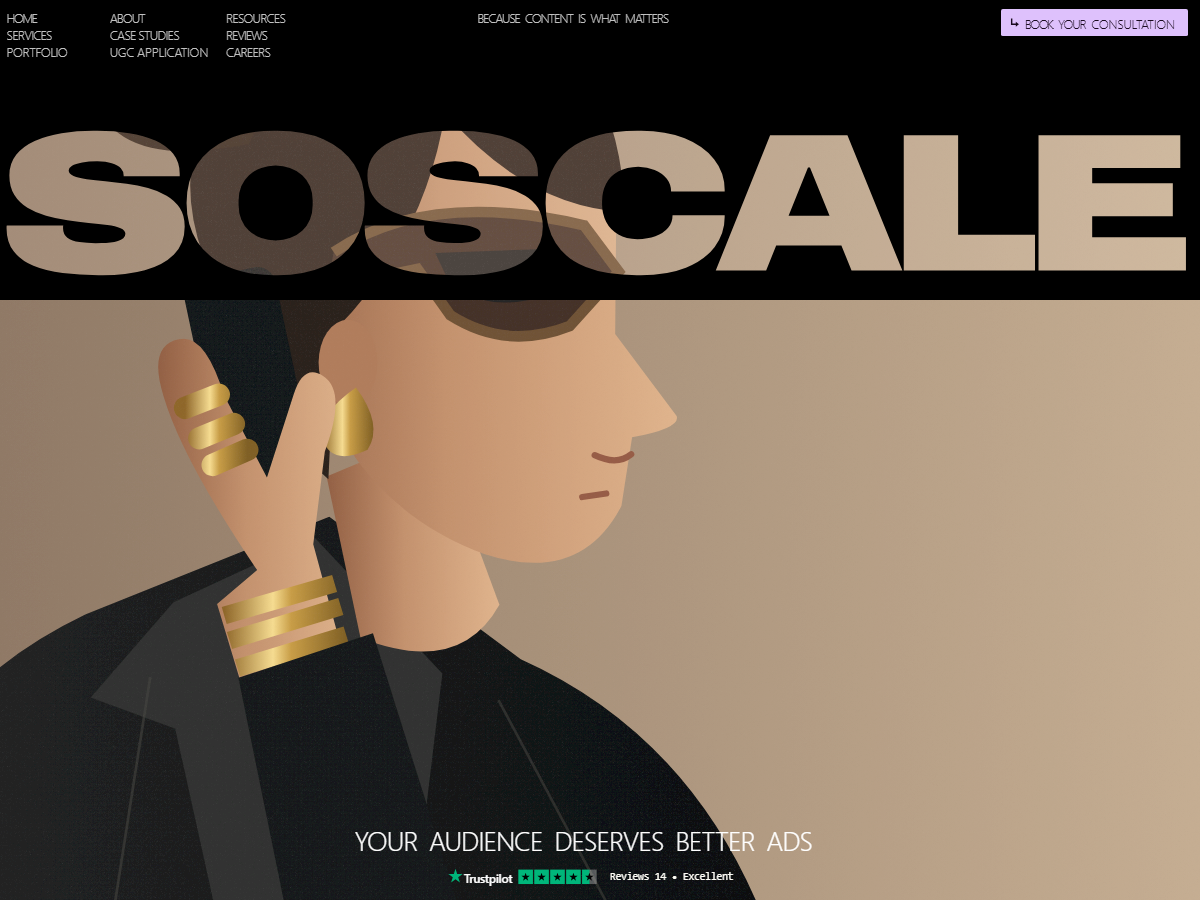 HOME
SERVICES
PORTFOLIO
ABOUT
CASE STUDIES
UGC APPLICATION
RESOURCES
REVIEWS
CAREERS
BECAUSE CONTENT IS WHAT MATTERS
BOOK YOUR CONSULTATION
SOSCALE
YOUR AUDIENCE DESERVES BETTER ADS
Trustpilot
Reviews 14 • Excellent